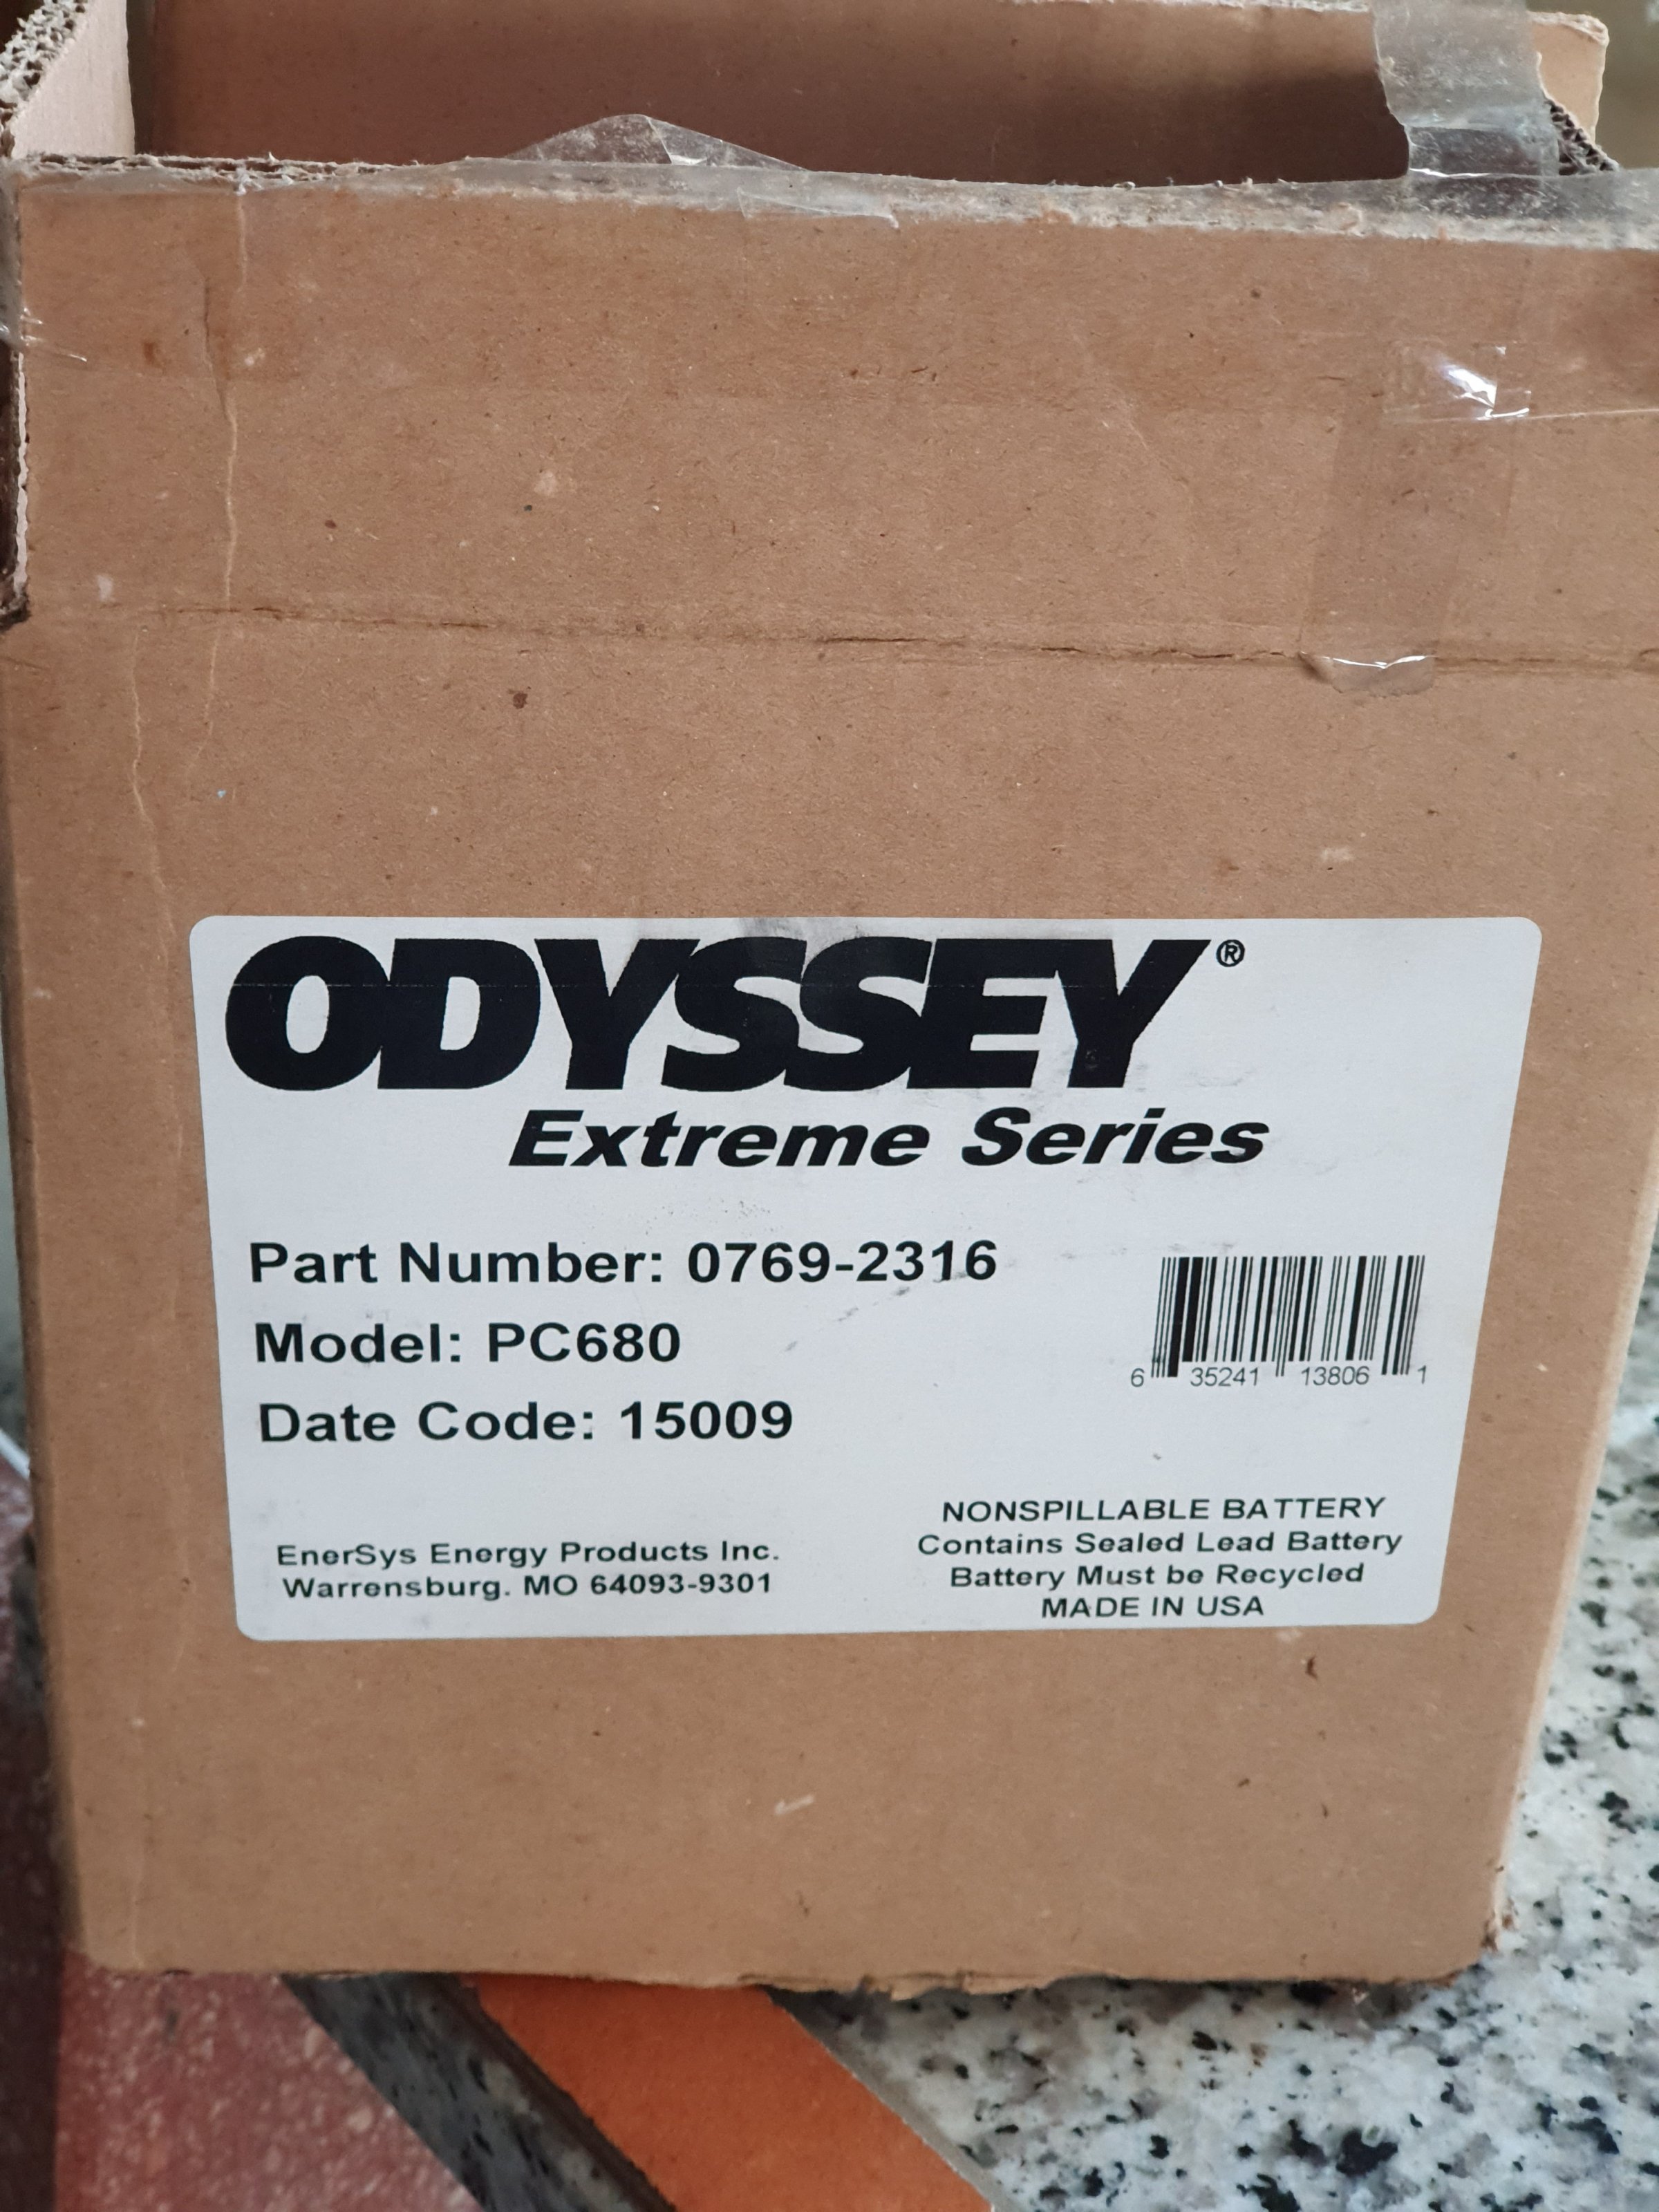 ODYSSEY®
Extreme Series
Part Number: 0769-2316
Model: PC680
Date Code: 15009
6 35241 13806 1
EnerSys Energy Products Inc.
Warrensburg. MO 64093-9301
NONSPILLABLE BATTERY
Contains Sealed Lead Battery
Battery Must be Recycled
MADE IN USA